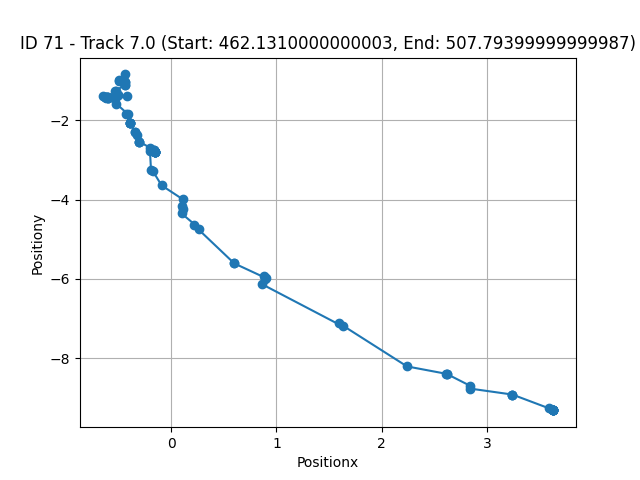 ID 71 - Track 7.0 (Start: 462.1310000000003, End: 507.79399999999987)
−2
−4
−6
−8
Positiony
0 1 2 3
Positionx